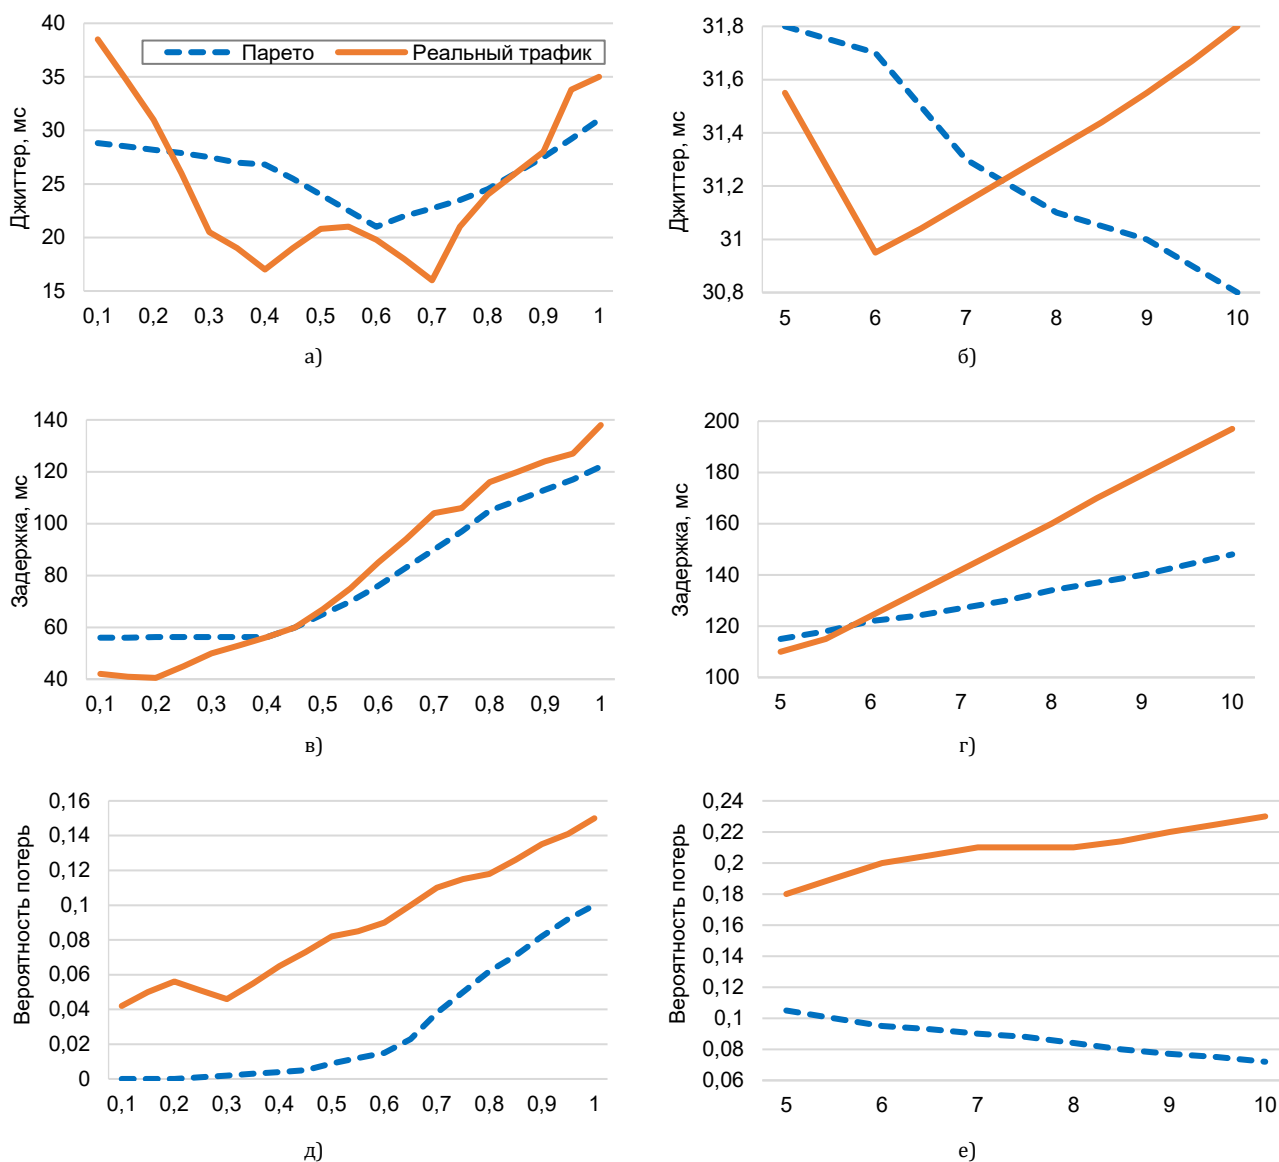 Джиттер, мс
40
35
30
25
20
15
Парето
Реальный трафик
0,1 0,2 0,3 0,4 0,5 0,6 0,7 0,8 0,9 1
а)
Джиттер, мс
31,8
31,6
31,4
31,2
31
30,8
5 6 7 8 9 10
б)
Задержка, мс
140
120
100
80
60
40
0,1 0,2 0,3 0,4 0,5 0,6 0,7 0,8 0,9 1
в)
Задержка, мс
200
180
160
140
120
100
5 6 7 8 9 10
г)
Вероятность потерь
0,16
0,14
0,12
0,1
0,08
0,06
0,04
0,02
0
0,1 0,2 0,3 0,4 0,5 0,6 0,7 0,8 0,9 1
д)
Вероятность потерь
0,24
0,22
0,2
0,18
0,16
0,14
0,12
0,1
0,08
0,06
5 6 7 8 9 10
е)